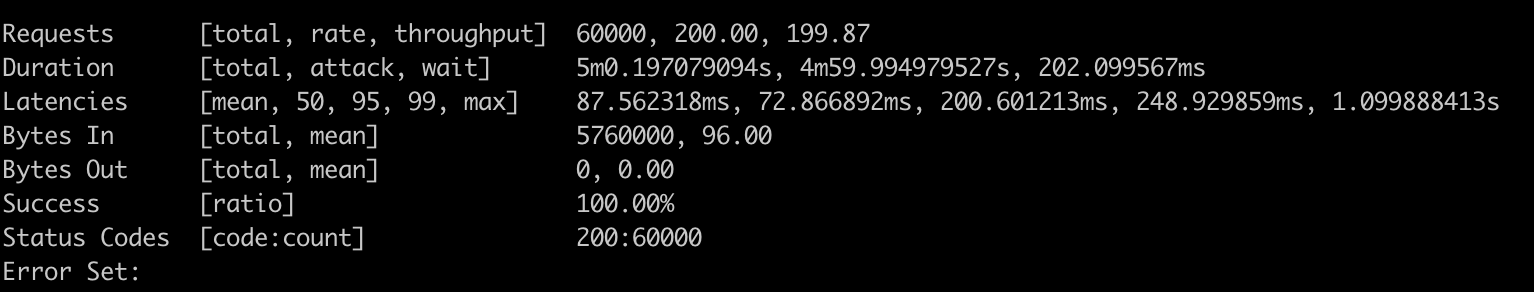 Requests [total, rate, throughput] 60000, 200.00, 199.87
Duration [total, attack, wait] 5m0.197079094s, 4m59.994979527s, 202.099567ms
Latencies [mean, 50, 95, 99, max] 87.562318ms, 72.866892ms, 200.601213ms, 248.929859ms, 1.099888413s
Bytes In [total, mean] 5760000, 96.00
Bytes Out [total, mean] 0, 0.00
Success [ratio] 100.00%
Status Codes [code:count] 200:60000
Error Set: